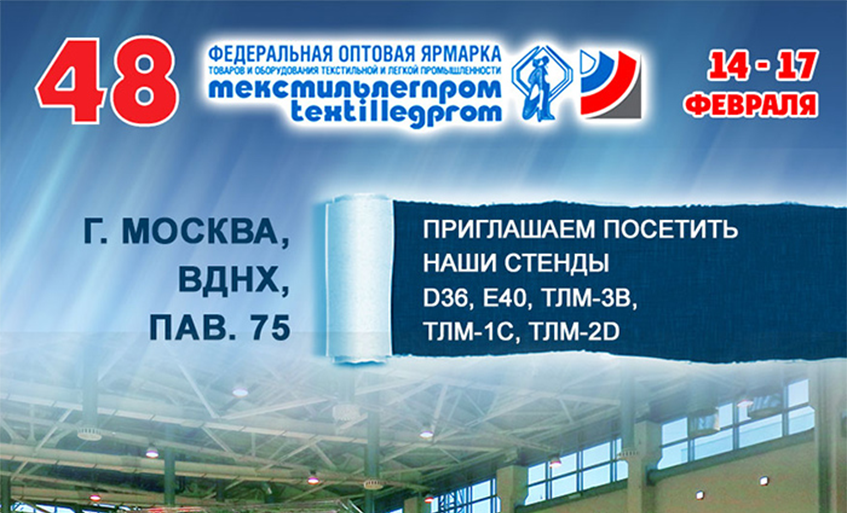 48
ФЕДЕРАЛЬНАЯ ОПТОВАЯ ЯРМАРКА
ТОВАРОВ И ОБОРУДОВАНИЯ ТЕКСТИЛЬНОЙ И ЛЕГКОЙ ПРОМЫШЛЕННОСТИ
текстильлегпром
textillegprom
14 - 17
ФЕВРАЛЯ
Г. МОСКВА,
ВДНХ,
ПАВ. 75
ПРИГЛАШАЕМ ПОСЕТИТЬ
НАШИ СТЕНДЫ
D36, E40, ТЛМ-3В,
ТЛМ-1С, ТЛМ-2D